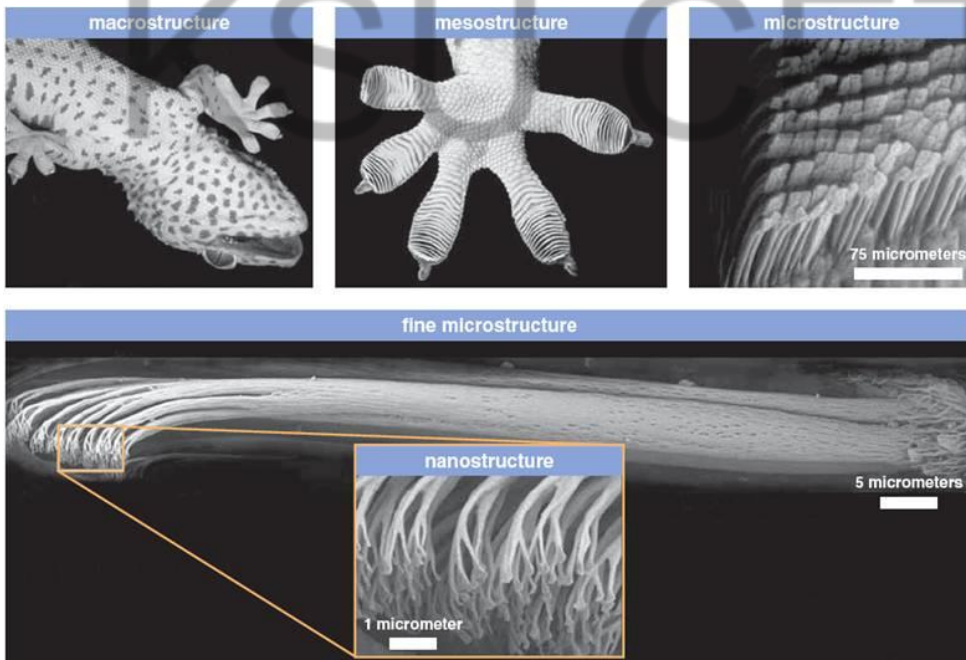 macrostructure
mesostructure
microstructure
75 micrometers
fine microstructure
nanostructure
5 micrometers
1 micrometer